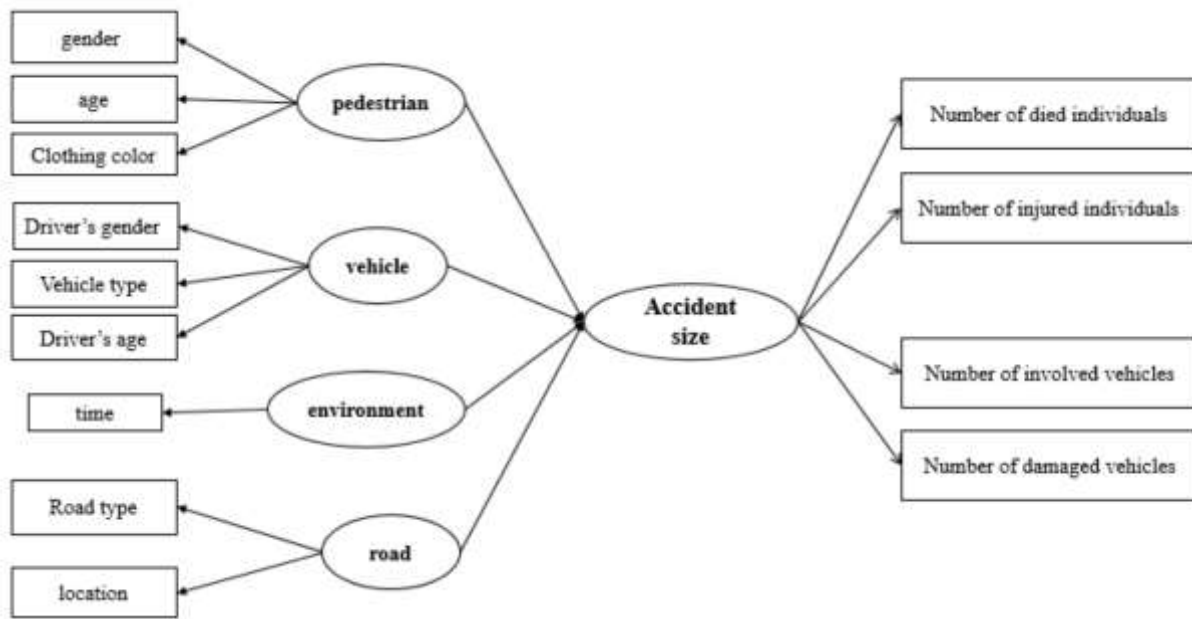 gender
age
Clothing color
pedestrian
Driver's gender
Vehicle type
Driver's age
vehicle
time
environment
Road type
location
road
Accident
size
Number of died individuals
Number of injured individuals
Number of involved vehicles
Number of damaged vehicles